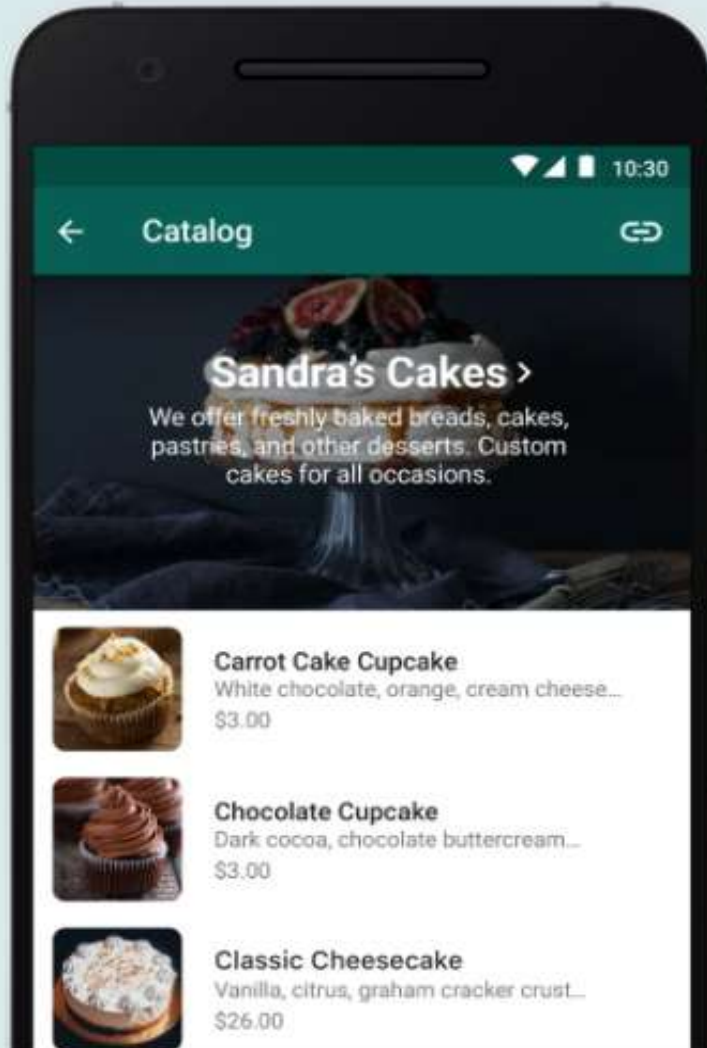 10:30
Catalog
Sandra's Cakes
We offer freshly baked breads, cakes,
pastries, and other desserts. Custom
cakes for all occasions.
Carrot Cake Cupcake
White chocolate, orange, cream cheese...
$3.00
Chocolate Cupcake
Dark cocoa, chocolate buttercream...
$3.00
Classic Cheesecake
Vanilla, citrus, graham cracker crust...
$26.00